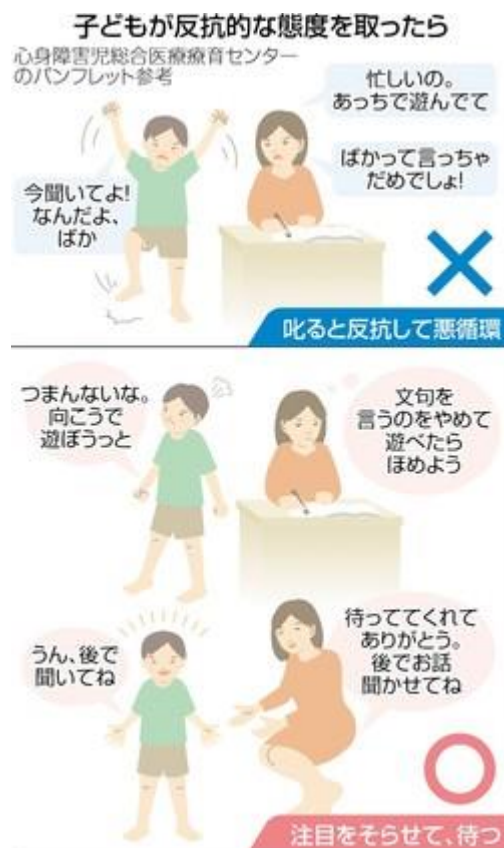 子どもが反抗的な態度を取ったら
心身障害児総合医療療育センター
のパンフレット参考
忙しいの。
あっちで遊んでて
ばかって言っちゃ
だめでしょ!
今聞いてよ!
なんだよ、
ばか
叱ると反抗して悪循環
つまんないな。
向こうで
遊ぼうっと
文句を
言うのをやめて
遊べたら
ほめよう
待っててくれて
ありがとう。
後でお話
聞かせてね
うん、後で
聞いてね
注目をそらせて、待つ